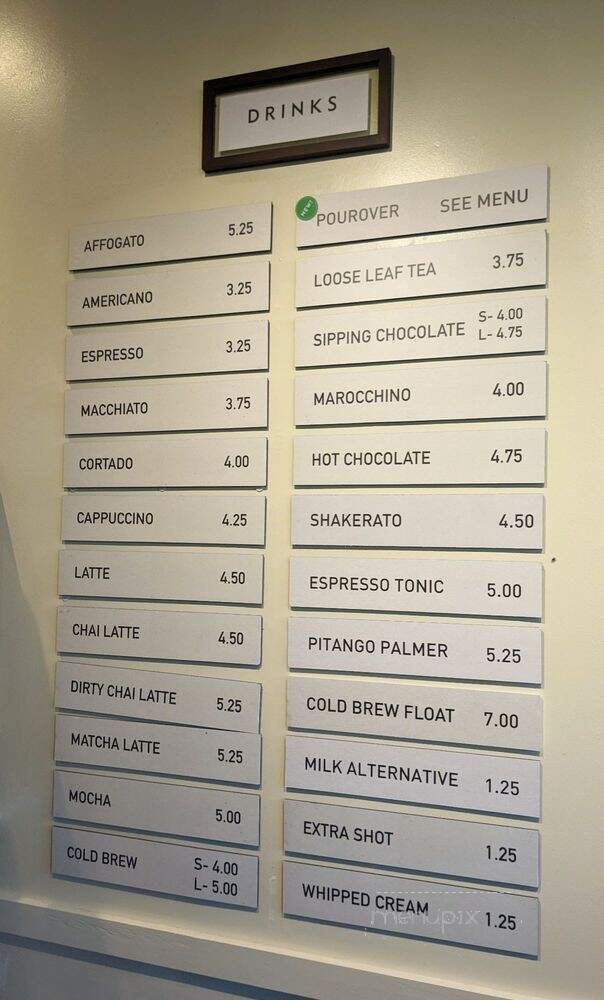 DRINKS
AFFOGATO 5.25
AMERICANO 3.25
ESPRESSO 3.25
MACCHIATO 3.75
CORTADO 4.00
CAPPUCCINO 4.25
LATTE 4.50
CHAI LATTE 4.50
DIRTY CHAI LATTE 5.25
MATCHA LATTE 5.25
MOCHA 5.00
COLD BREW S- 4.00
L- 5.00
NEW!
POUROVER SEE MENU
LOOSE LEAF TEA 3.75
SIPPING CHOCOLATE S- 4.00
L- 4.75
MAROCCHINO 4.00
HOT CHOCOLATE 4.75
SHAKERATO 4.50
ESPRESSO TONIC 5.00
PITANGO PALMER 5.25
COLD BREW FLOAT 7.00
MILK ALTERNATIVE 1.25
EXTRA SHOT 1.25
WHIPPED CREAM 1.25
menupix